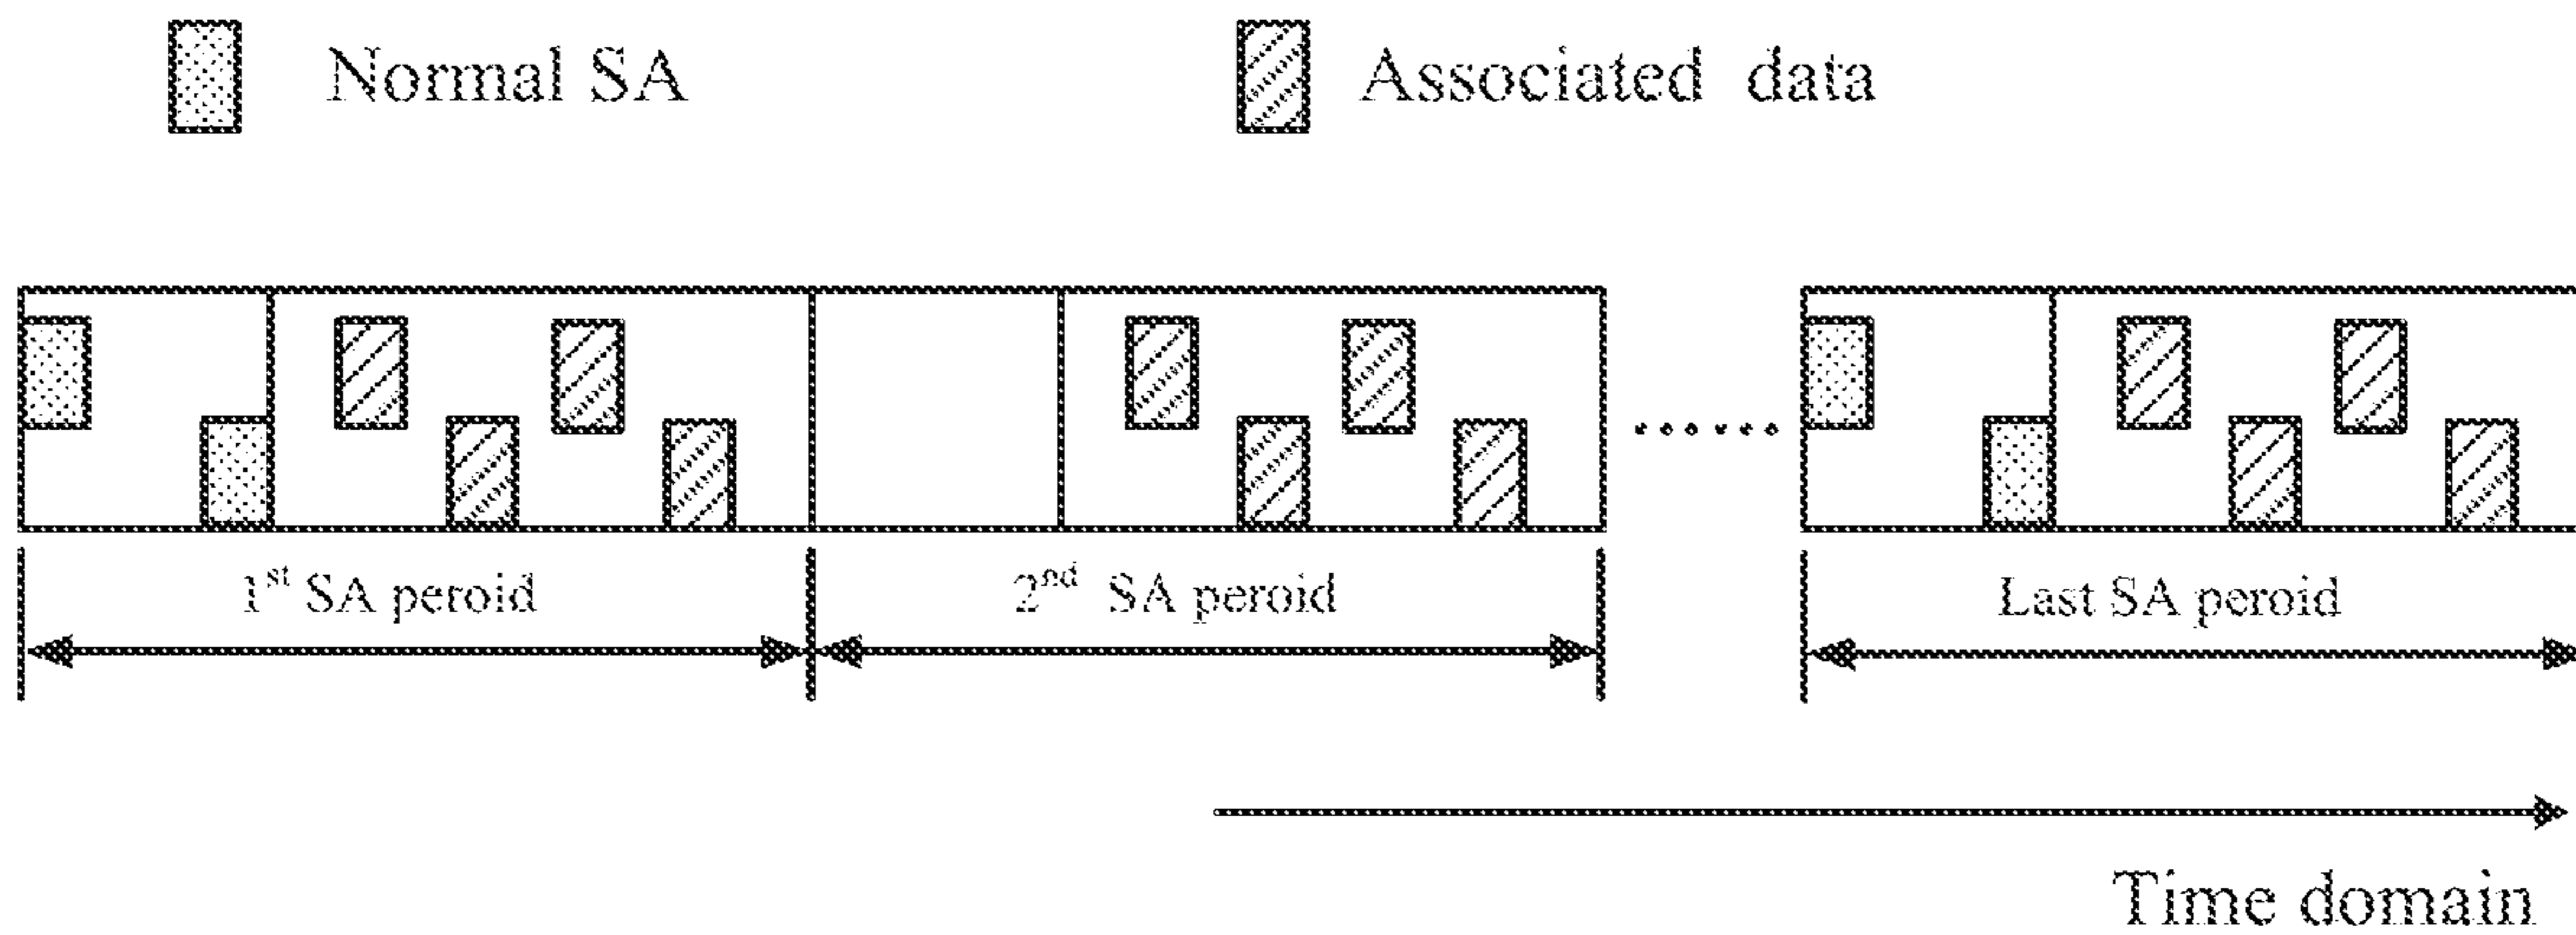 Normal SA
Associated data
1st SA peroid
2nd SA peroid
......
Last SA peroid
Time domain